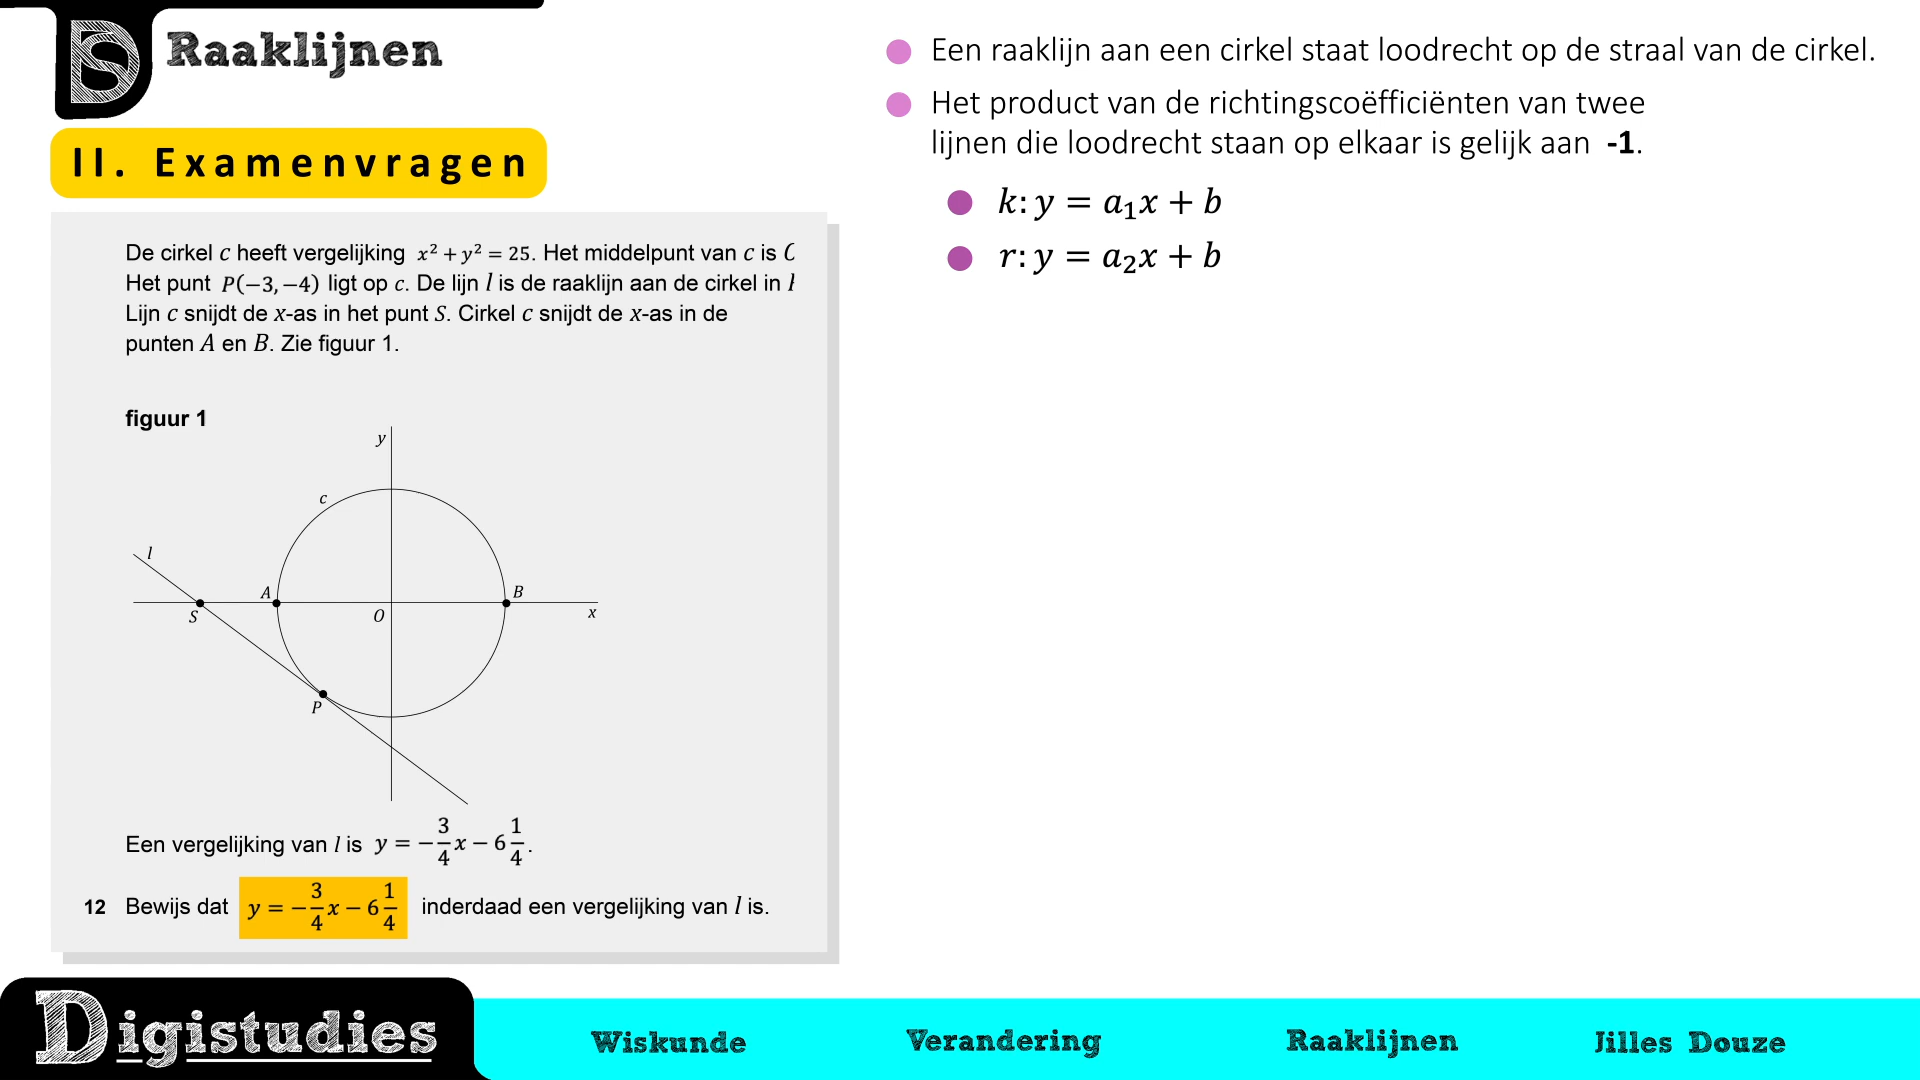 DS
Raaklijnen
II. Examenvragen
De cirkel c heeft vergelijking x² + y² = 25. Het middelpunt van c is
Het punt P(−3, −4) ligt op c. De lijn l is de raaklijn aan de cirkel in
Lijn c snijdt de x-as in het punt S. Cirkel c snijdt de x-as in de
punten A en B. Zie figuur 1.
figuur 1
y
c
l
A
B
S
O
x
P
Een vergelijking van l is y = −3/4x − 6 1/4.
12 Bewijs dat y = −3/4x − 6 1/4 inderdaad een vergelijking van l is.
Een raaklijn aan een cirkel staat loodrecht op de straal van de cirkel.
Het product van de richtingscoëfficiënten van twee
lijnen die loodrecht staan op elkaar is gelijk aan -1.
k: y = a₁x + b
r: y = a₂x + b
Digistudies
Wiskunde
Verandering
Raaklijnen
Jilles Douze